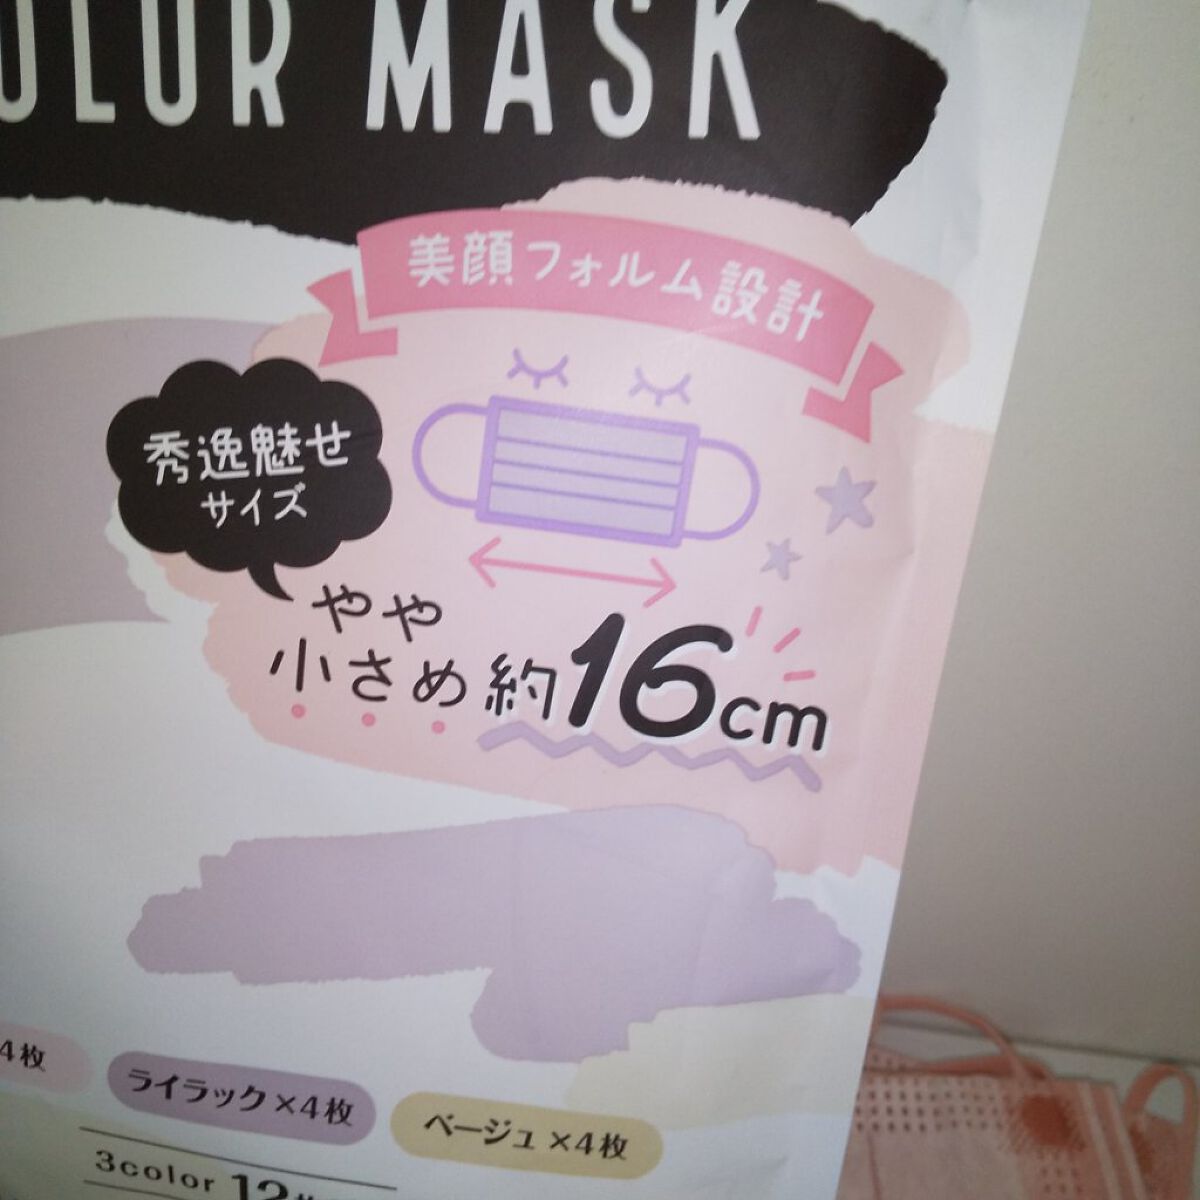 COLOR MASK
美顔フォルム設計
秀逸魅せ
サイズ
やや
小さめ約16cm
4枚
ライラック×4枚
ベージュ×4枚
3color 12